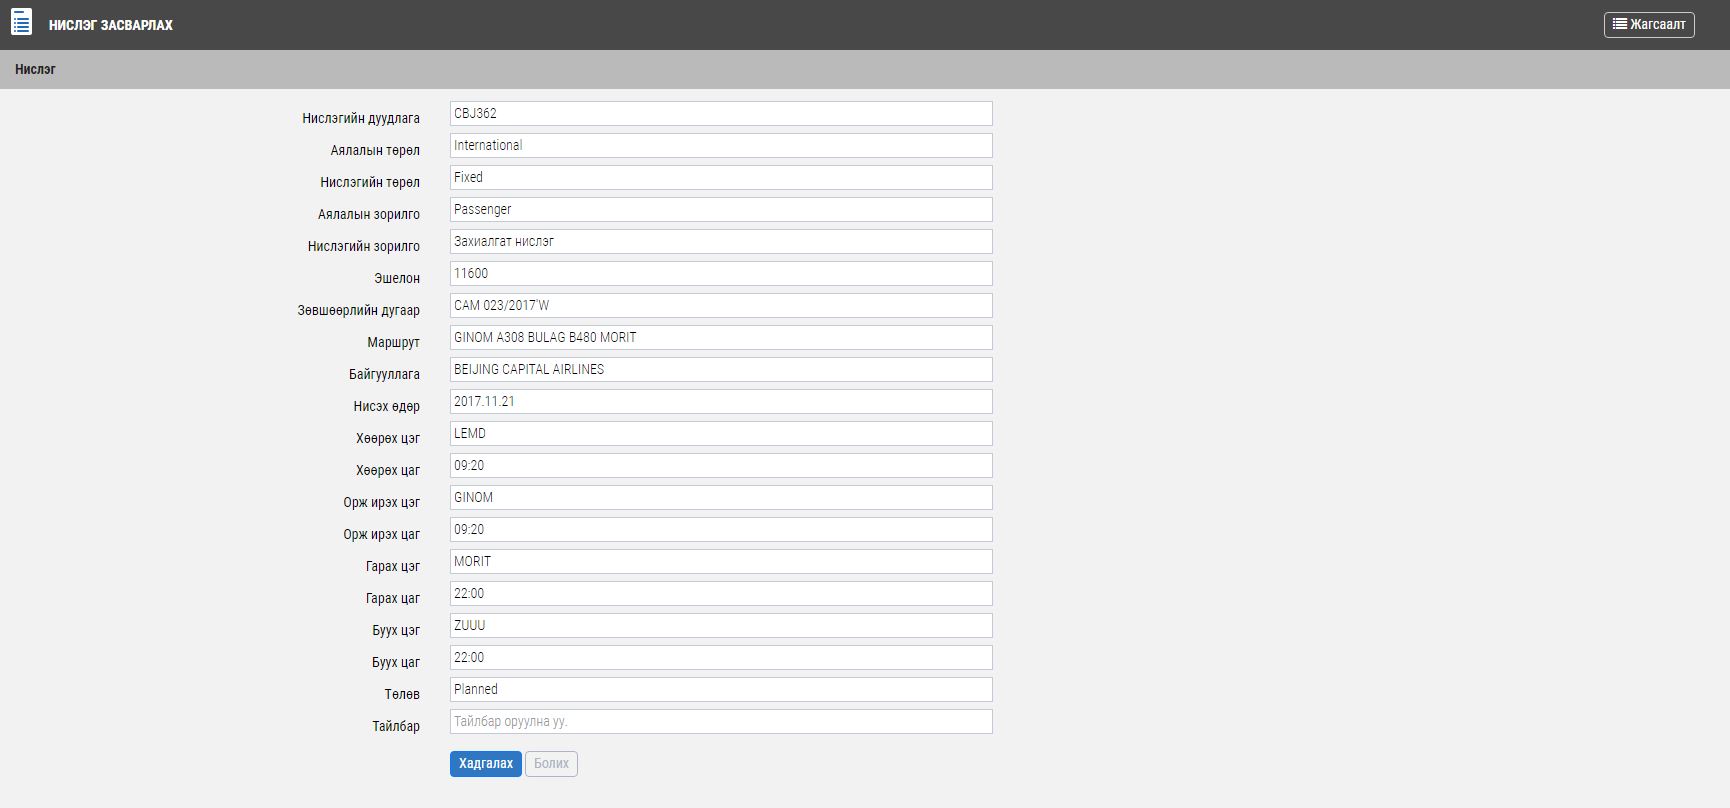 НИСЛЭГ ЗАСВАРЛАХ
Жагсаалт
Нислэг
Нислэгийн дуудлага CBJ362
Аялалын төрөл International
Нислэгийн төрөл Fixed
Аялалын зорилго Passenger
Нислэгийн зорилго Захиалгат нислэг
Эшелон 11600
Зөвшөөрлийн дугаар CAM 023/2017'W
Маршрут GINOM A308 BULAG B480 MORIT
Байгууллага BEIJING CAPITAL AIRLINES
Нисэх өдөр 2017.11.21
Хөөрөх цэг LEMD
Хөөрөх цаг 09:20
Орж ирэх цэг GINOM
Орж ирэх цаг 09:20
Гарах цэг MORIT
Гарах цаг 22:00
Буух цэг ZUUU
Буух цаг 22:00
Төлөв Planned
Тайлбар Тайлбар оруулна уу.
Хадгалах Болих